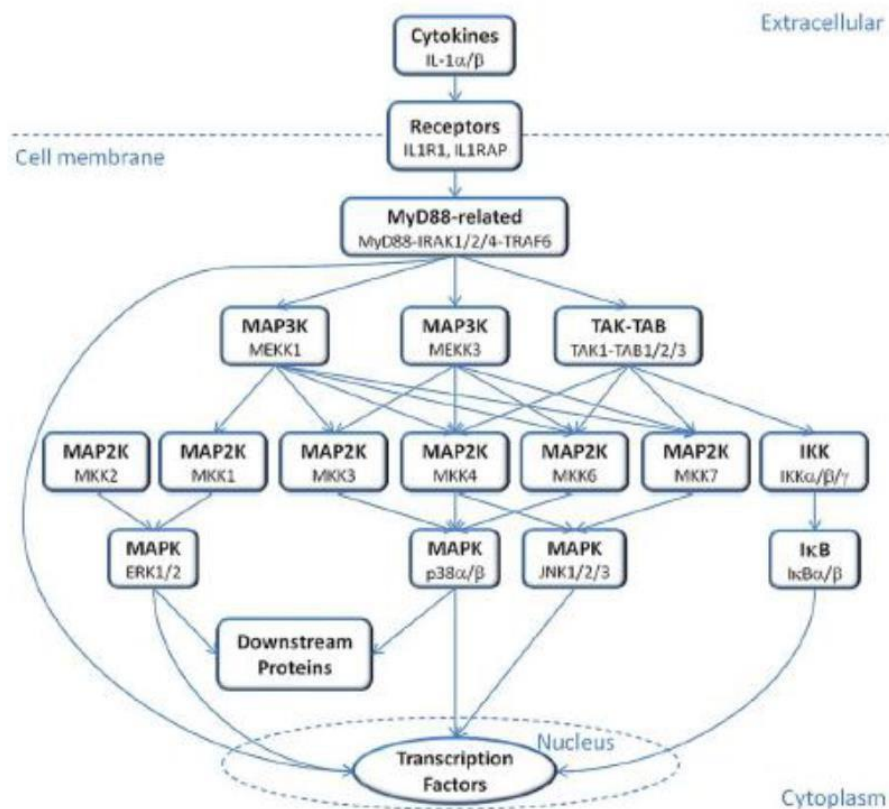 Extracellular
Cytokines
IL-1α/β
Receptors
IL1R1, IL1RAP
Cell membrane
MyD88-related
MyD88-IRAK1/2/4-TRAF6
MAP3K
MEKK1
MAP3K
MEKK3
TAK-TAB
TAK1-TAB1/2/3
MAP2K
MKK2
MAP2K
MKK1
MAP2K
MKK3
MAP2K
MKK4
MAP2K
MKK6
MAP2K
MKK7
IKK
IKKα/β/γ
MAPK
ERK1/2
MAPK
p38α/β
MAPK
JNK1/2/3
IκB
IκBα/β
Downstream
Proteins
Nucleus
Transcription
Factors
Cytoplasm